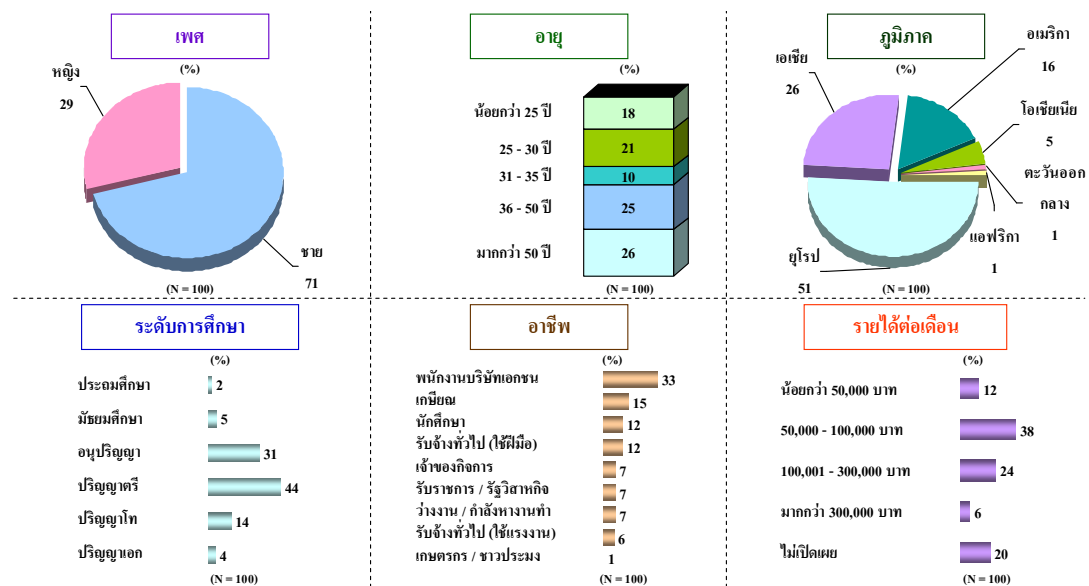 เพศ
(%)
หญิง
29
ชาย
71
(N = 100)
อายุ
(%)
น้อยกว่า 25 ปี 18
25 - 30 ปี 21
31 - 35 ปี 10
36 - 50 ปี 25
มากกว่า 50 ปี 26
(N = 100)
ภูมิภาค
(%)
เอเชีย
26
อเมริกา
16
โอเชียเนีย
5
ตะวันออก
กลาง
1
แอฟริกา
1
ยุโรป
51
(N = 100)
ระดับการศึกษา
(%)
ประถมศึกษา 2
มัธยมศึกษา 5
อนุปริญญา 31
ปริญญาตรี 44
ปริญญาโท 14
ปริญญาเอก 4
(N = 100)
อาชีพ
(%)
พนักงานบริษัทเอกชน 33
เกษียณ 15
นักศึกษา 12
รับจ้างทั่วไป (ใช้ฝีมือ) 12
เจ้าของกิจการ 7
รับราชการ / รัฐวิสาหกิจ 7
ว่างงาน / กำลังหางานทำ 7
รับจ้างทั่วไป (ใช้แรงงาน) 6
เกษตรกร / ชาวประมง 1
(N = 100)
รายได้ต่อเดือน
(%)
น้อยกว่า 50,000 บาท 12
50,000 - 100,000 บาท 38
100,001 - 300,000 บาท 24
มากกว่า 300,000 บาท 6
ไม่เปิดเผย 20
(N = 100)